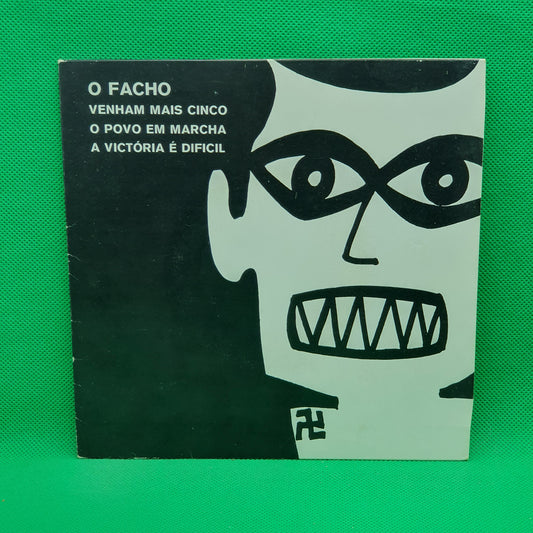 O FACHO
VENHAM MAIS CINCO
O POVO EM MARCHA
A VICTÓRIA É DIFICIL